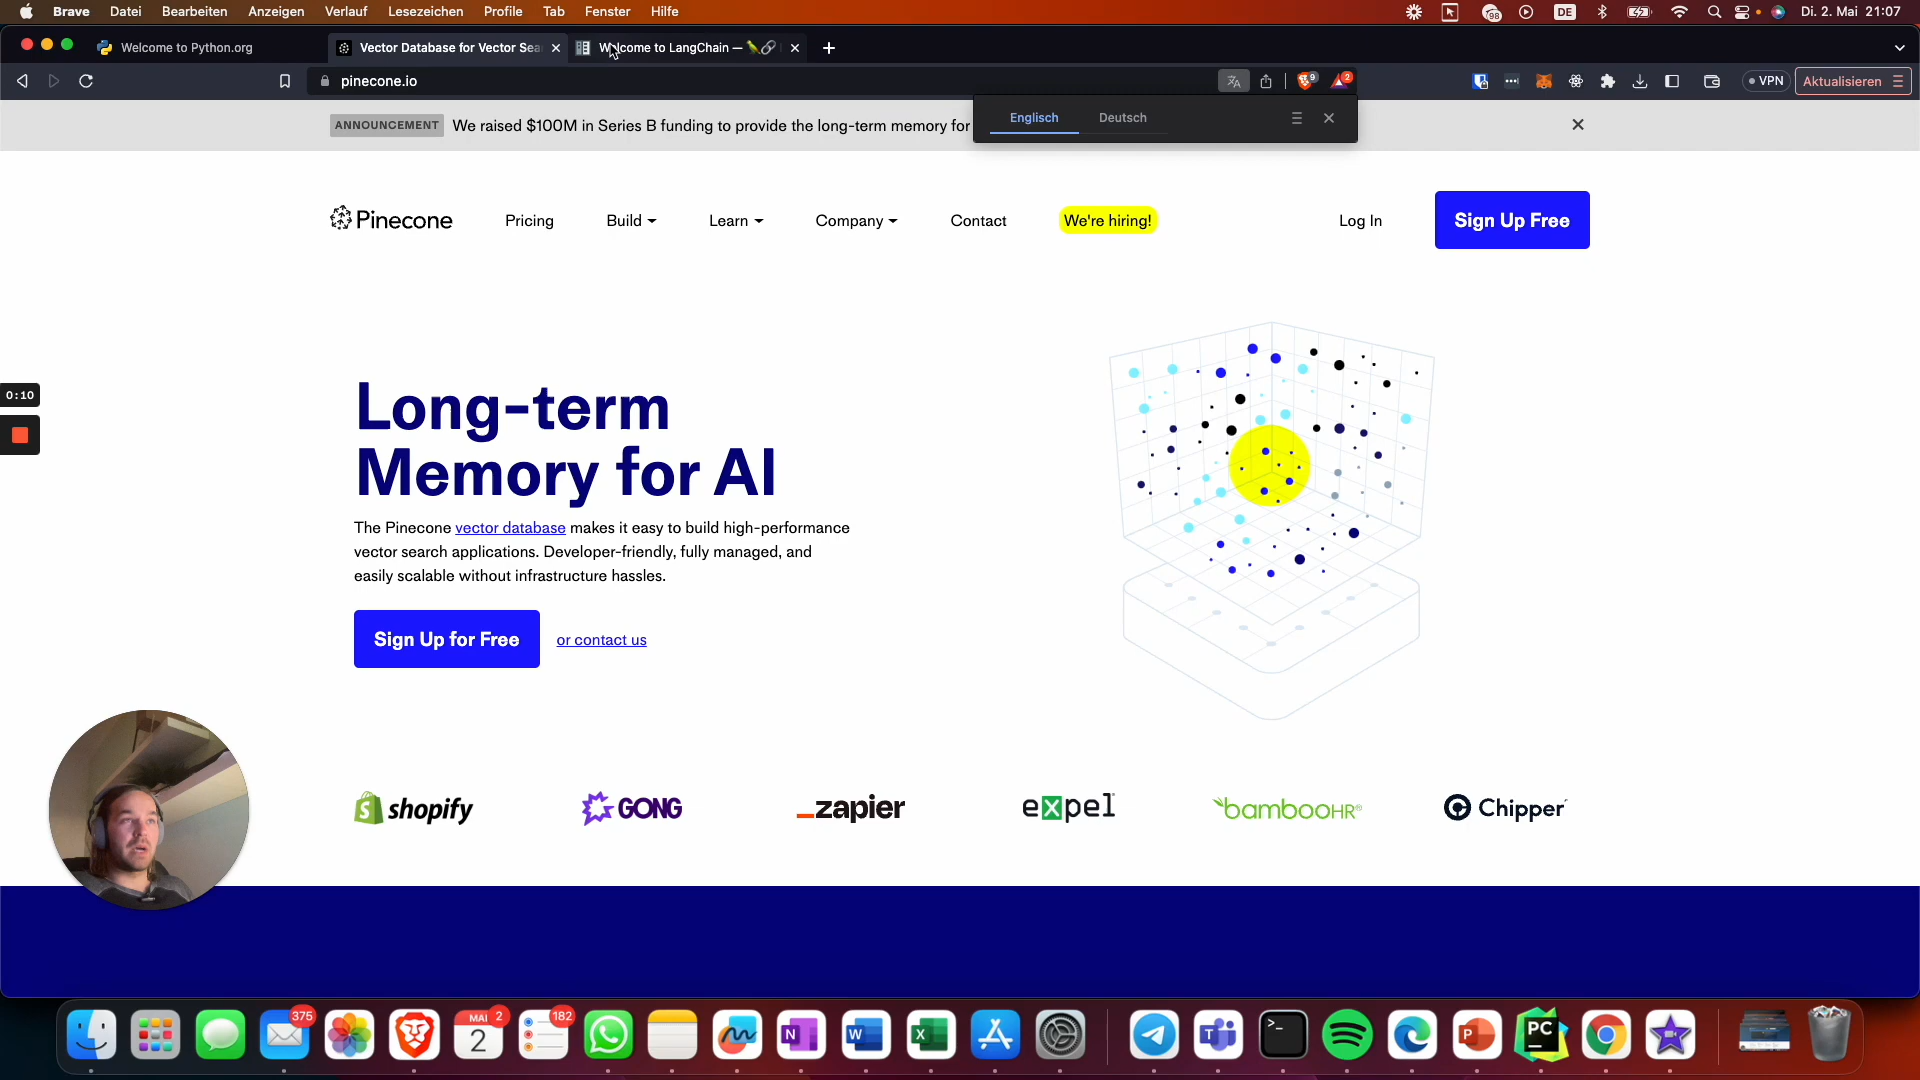 Brave Datei Bearbeiten Anzeigen Verlauf Lesezeichen Profile Tab Fenster Hilfe 98 DE Di. 2. Mai 21:07
Welcome to Python.org Vector Database for Vector Sea Welcome to LangChain —
pinecone.io 9 2 VPN Aktualisieren
Englisch Deutsch
ANNOUNCEMENT We raised $100M in Series B funding to provide the long-term memory for
Pinecone Pricing Build Learn Company Contact We're hiring! Log In Sign Up Free
0:10
Long-term
Memory for AI
The Pinecone vector database makes it easy to build high-performance
vector search applications. Developer-friendly, fully managed, and
easily scalable without infrastructure hassles.
Sign Up for Free or contact us
shopify GONG zapier expel bambooHR® Chipper
375 MAI 2 2 182 N W X T P PC